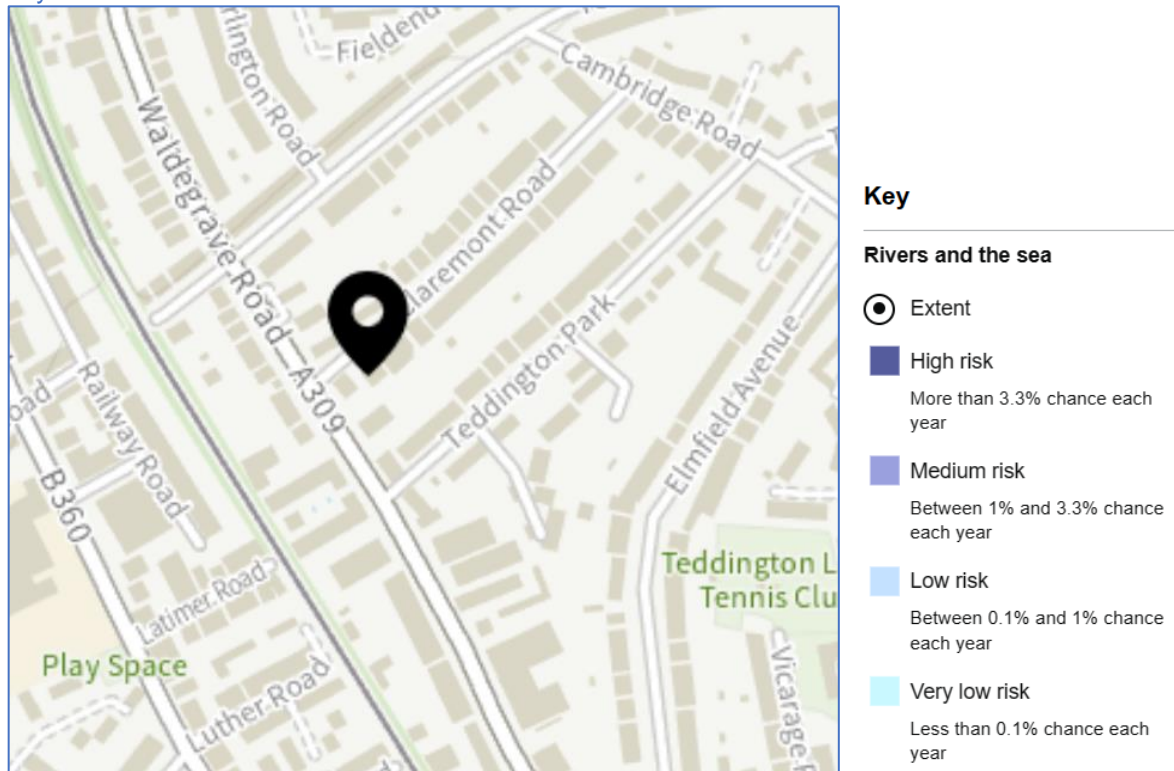 Fieldend
rlington Road
Cambridge Road
Waldegrave Road
A309
Claremont Road
Teddington Park
Elmfield Avenue
Railway Road
oad
B360
Latimer Road
Luther Road
Play Space
Teddington L
Tennis Clu
Vicarage R
Key
Rivers and the sea
Extent
High risk
More than 3.3% chance each
year
Medium risk
Between 1% and 3.3% chance
each year
Low risk
Between 0.1% and 1% chance
each year
Very low risk
Less than 0.1% chance each
year